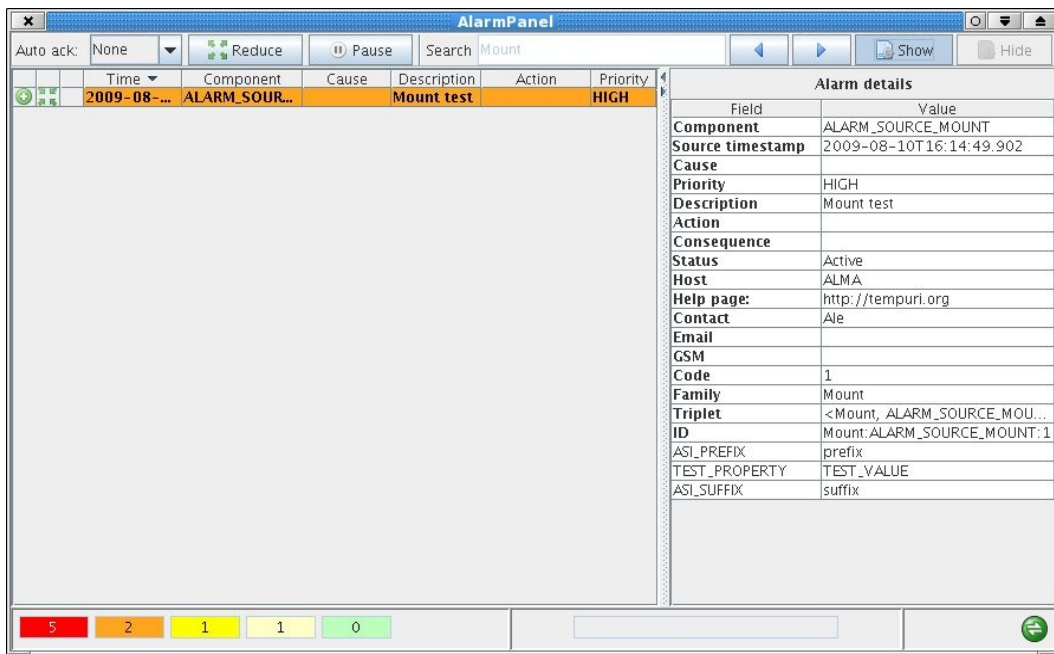 AlarmPanel
Auto ack: None Reduce Pause Search Mount Show Hide
Time Component Cause Description Action Priority
2009-08-... ALARM_SOUR... Mount test HIGH
Alarm details
Field Value
Component ALARM_SOURCE_MOUNT
Source timestamp 2009-08-10T16:14:49.902
Cause
Priority HIGH
Description Mount test
Action
Consequence
Status Active
Host ALMA
Help page: http://tempuri.org
Contact Ale
Email
GSM
Code 1
Family Mount
Triplet <Mount, ALARM_SOURCE_MOU...
ID Mount:ALARM_SOURCE_MOUNT:1
ASI_PREFIX prefix
TEST_PROPERTY TEST_VALUE
ASI_SUFFIX suffix
5 2 1 1 0